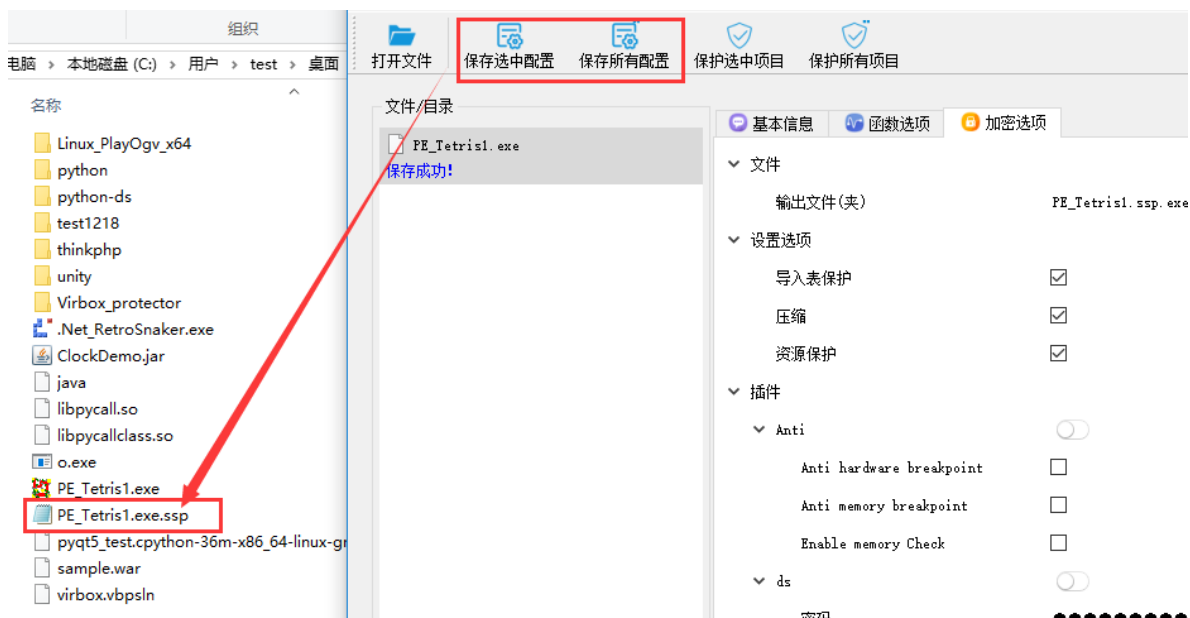 组织
电脑 › 本地磁盘 (C:) › 用户 › test › 桌面
名称
Linux_PlayOgv_x64
python
python-ds
test1218
thinkphp
unity
Virbox_protector
.Net_RetroSnaker.exe
ClockDemo.jar
java
libpycall.so
libpycallclass.so
o.exe
PE_Tetris1.exe
PE_Tetris1.exe.ssp
pyqt5_test.cpython-36m-x86_64-linux-gr
sample.war
virbox.vbpsln
打开文件 保存选中配置 保存所有配置 保护选中项目 保护所有项目
文件/目录
PE_Tetris1.exe
保存成功!
基本信息 函数选项 加密选项
文件
输出文件(夹) PE_Tetris1.ssp.exe
设置选项
导入表保护
压缩
资源保护
插件
Anti
Anti hardware breakpoint
Anti memory breakpoint
Enable memory Check
ds
密码